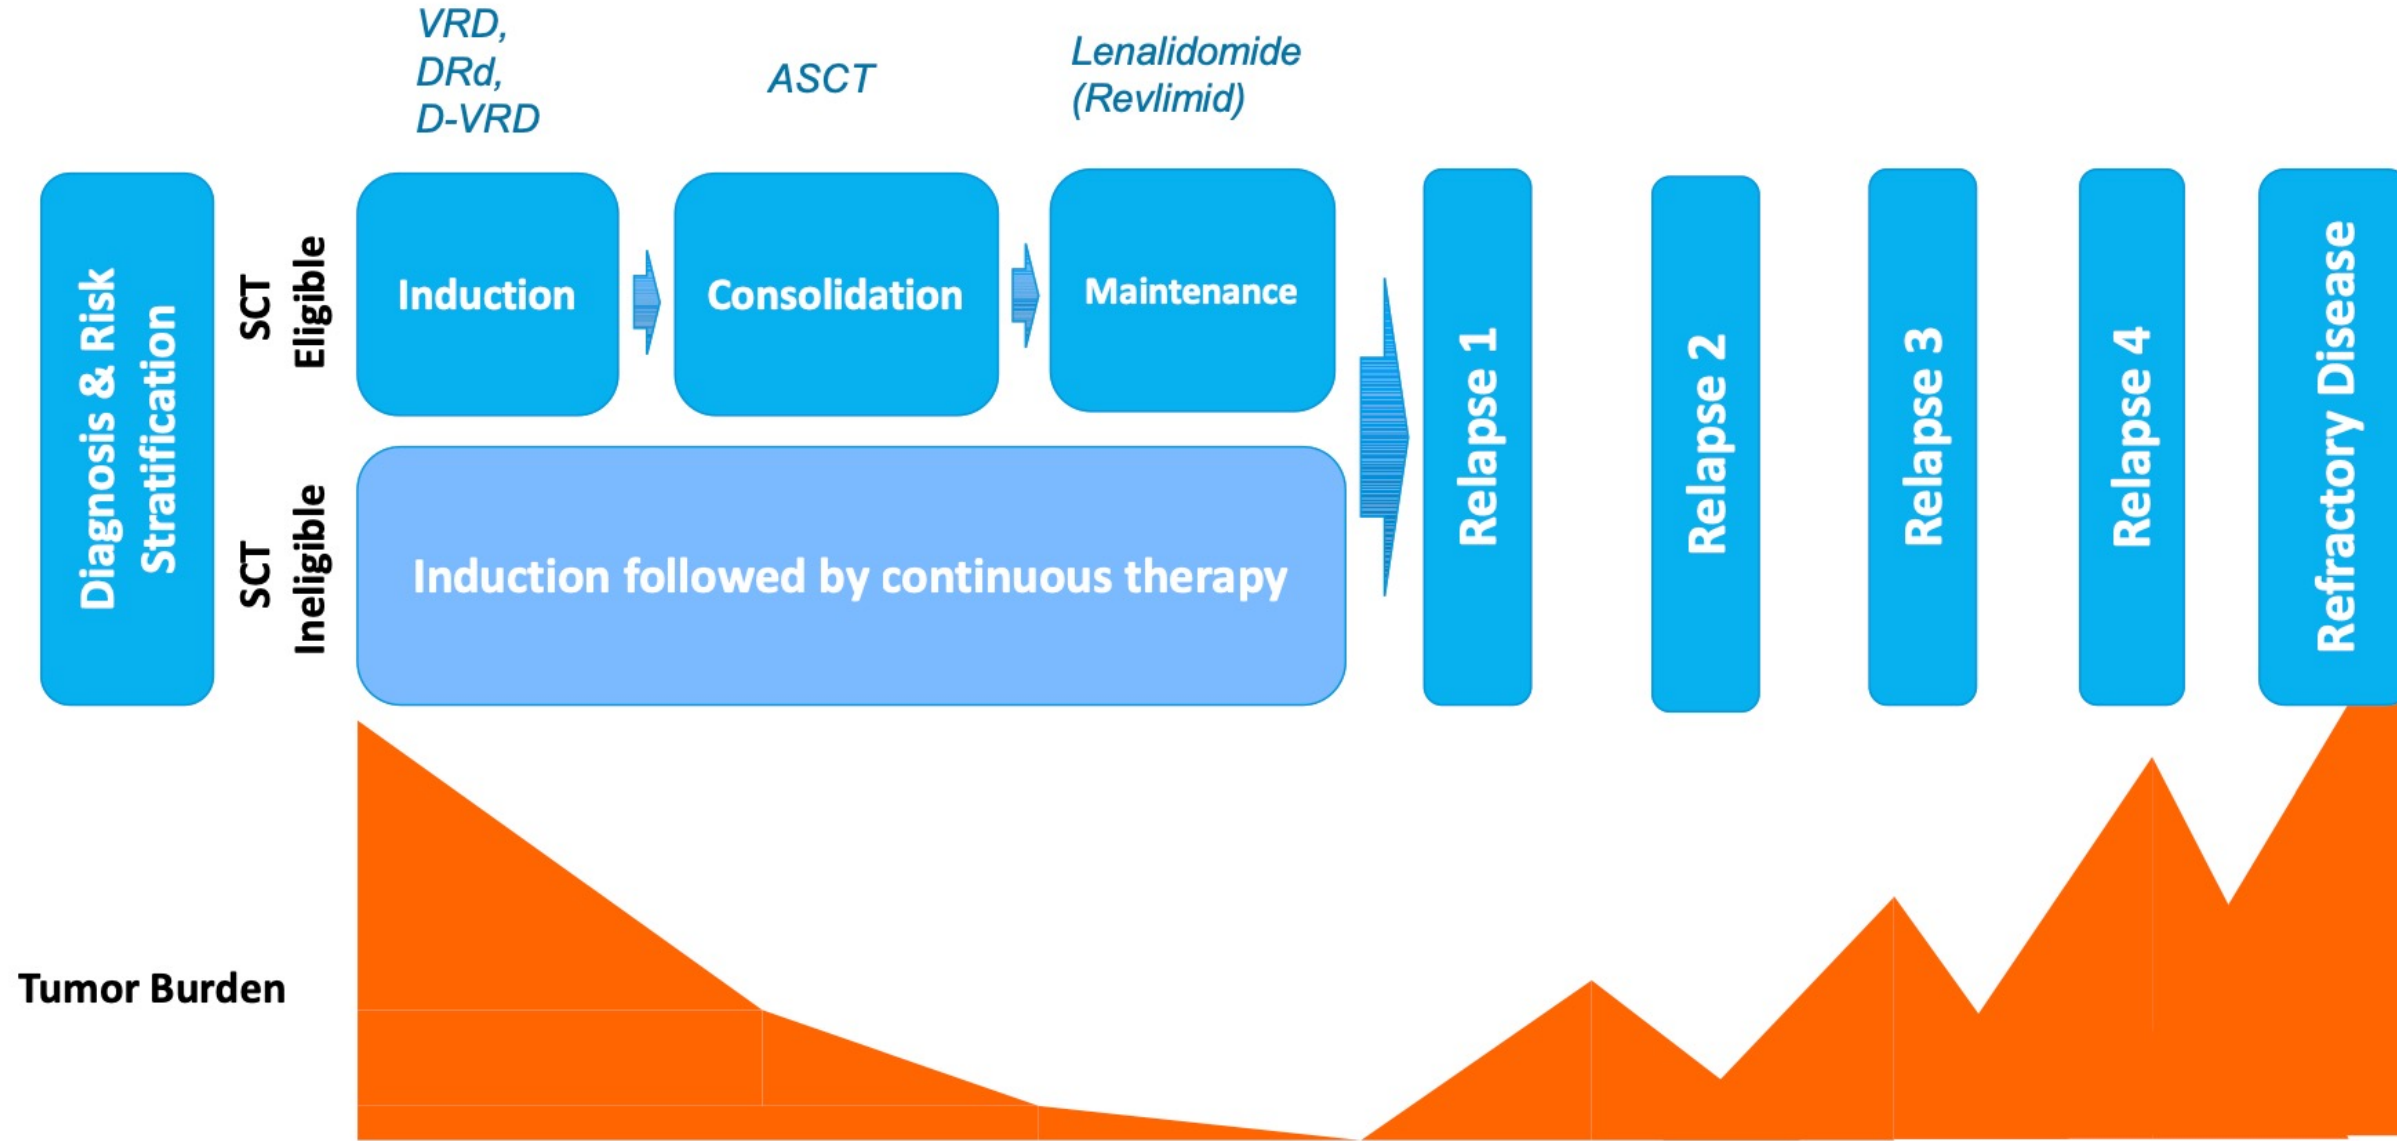 VRD,
DRd,
D-VRD
ASCT
Lenalidomide
(Revlimid)
Diagnosis & Risk
Stratification
SCT
Eligible
Induction
Consolidation
Maintenance
SCT
Ineligible
Induction followed by continuous therapy
Relapse 1
Relapse 2
Relapse 3
Relapse 4
Refractory Disease
Tumor Burden